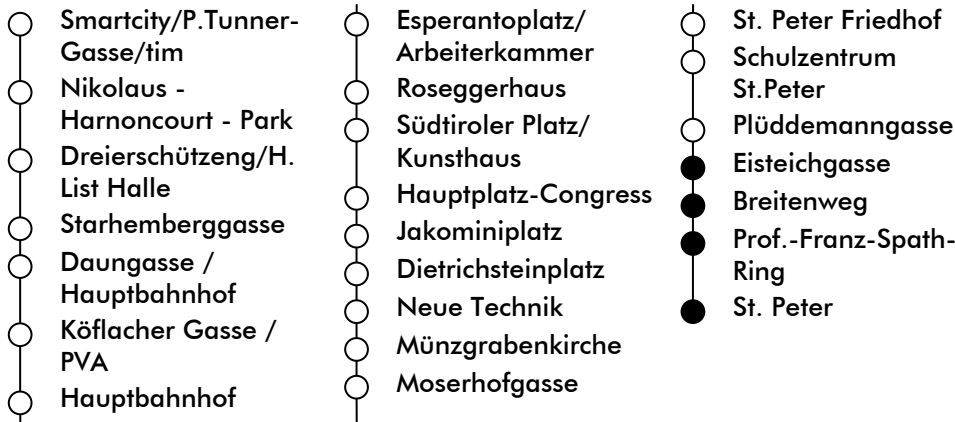 Smartcity/P.Tunner-
Gasse/tim
Nikolaus -
Harnoncourt - Park
Dreierschützeng/H.
List Halle
Starhemberggasse
Daungasse /
Hauptbahnhof
Köflacher Gasse /
PVA
Hauptbahnhof
Esperantoplatz/
Arbeiterkammer
Roseggerhaus
Südtiroler Platz/
Kunsthaus
Hauptplatz-Congress
Jakominiplatz
Dietrichsteinplatz
Neue Technik
Münzgrabenkirche
Moserhofgasse
St. Peter Friedhof
Schulzentrum
St.Peter
Plüddemanngasse
Eisteichgasse
Breitenweg
Prof.-Franz-Spath-
Ring
St. Peter